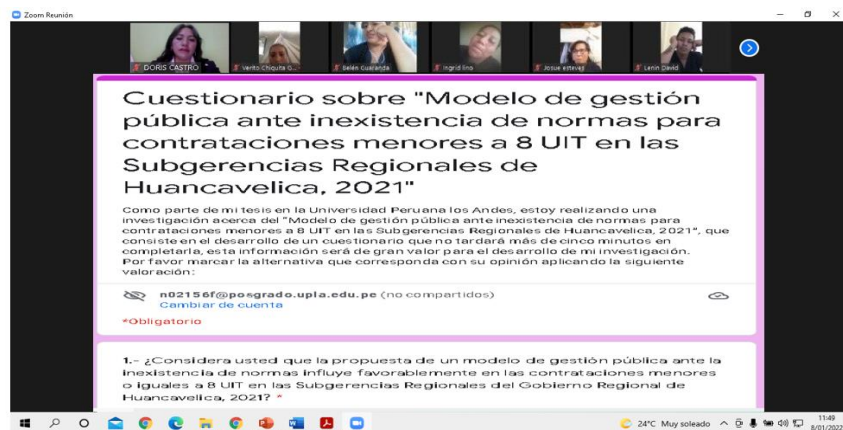 Zoom Reunión
DORIS CASTRO
Verito Chiquita G...
Belén Guaranda
Ingrid lino
Josue estevez
Lenin David
Cuestionario sobre "Modelo de gestión
pública ante inexistencia de normas para
contrataciones menores a 8 UIT en las
Subgerencias Regionales de
Huancavelica, 2021"
Como parte de mi tesis en la Universidad Peruana los Andes, estoy realizando una
investigación acerca del "Modelo de gestión pública ante inexistencia de normas para
contrataciones menores a 8 UIT en las Subgerencias Regionales de Huancavelica, 2021", que
consiste en el desarrollo de un cuestionario que no tardará más de cinco minutos en
completarla, esta información será de gran valor para el desarrollo de mi investigación.
Por favor marcar la alternativa que corresponda con su opinión aplicando la siguiente
valoración:
n02156f@posgrado.upla.edu.pe (no compartidos)
Cambiar de cuenta
*Obligatorio
1.- ¿Considera usted que la propuesta de un modelo de gestión pública ante la
inexistencia de normas influye favorablemente en las contrataciones menores
o iguales a 8 UIT en las Subgerencias Regionales del Gobierno Regional de
Huancavelica, 2021? *
24°C Muy soleado
11:49
8/01/2022